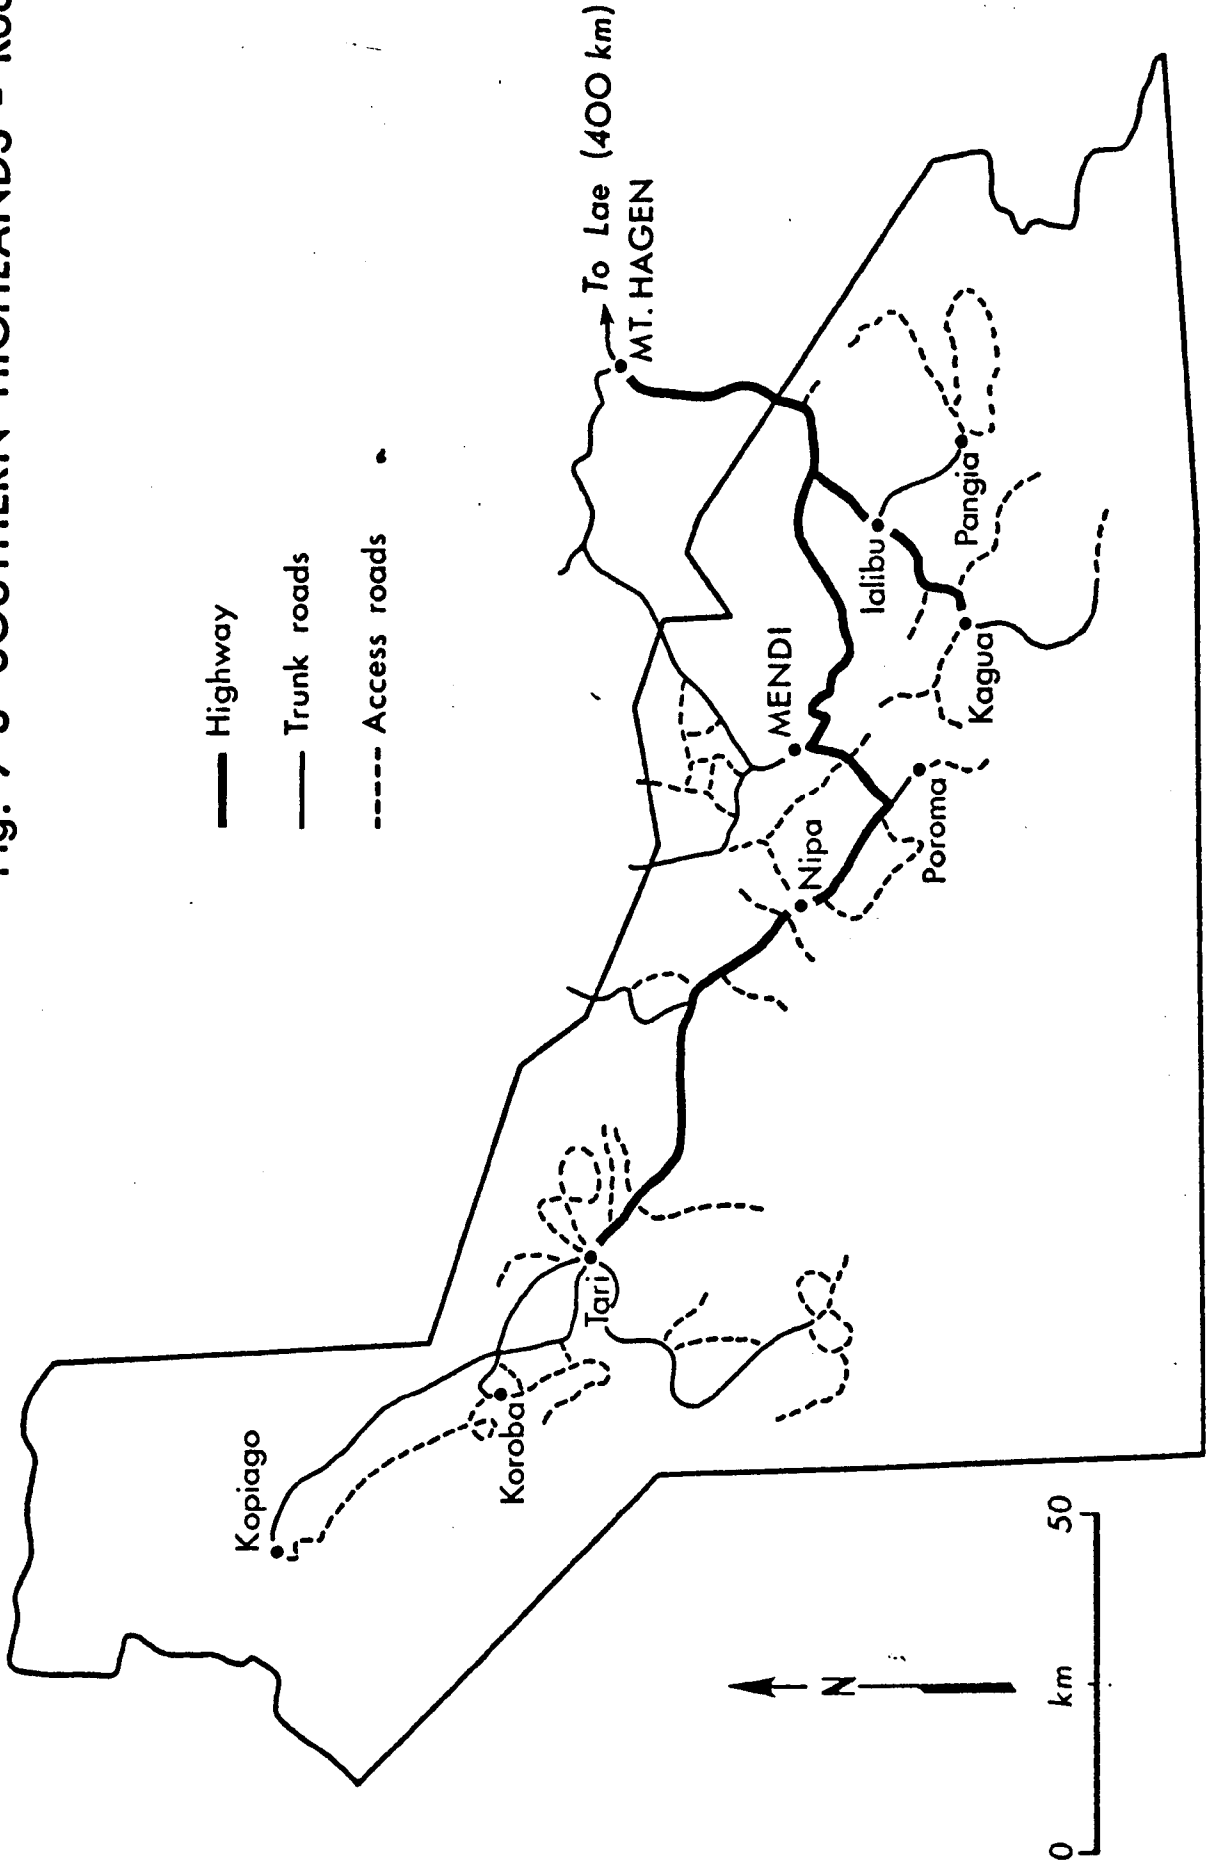 SOUTHERN HIGHLANDS -
Highway
Trunk roads
Access roads
To Lae (400 km)
MT. HAGEN
Kopiago
Koroba
Tari
Nipa
MENDI
Poroma
Ialibu
Pangia
Kagua
N
0 km 50